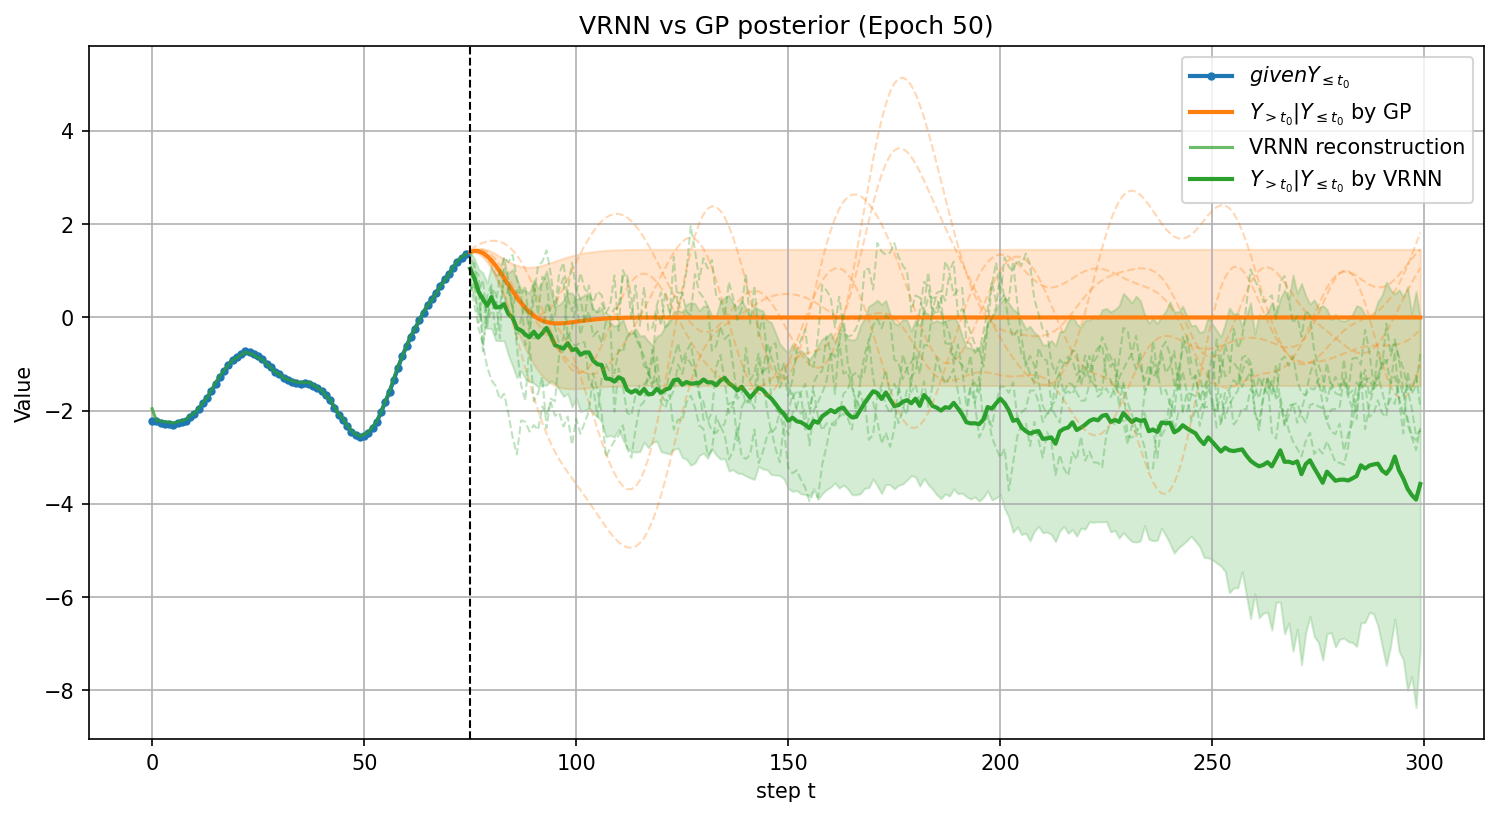 VRNN vs GP posterior (Epoch 50)
givenY≤t₀
Y>t₀|Y≤t₀ by GP
VRNN reconstruction
Y>t₀|Y≤t₀ by VRNN
Value
4
2
0
−2
−4
−6
−8
0 50 100 150 200 250 300
step t